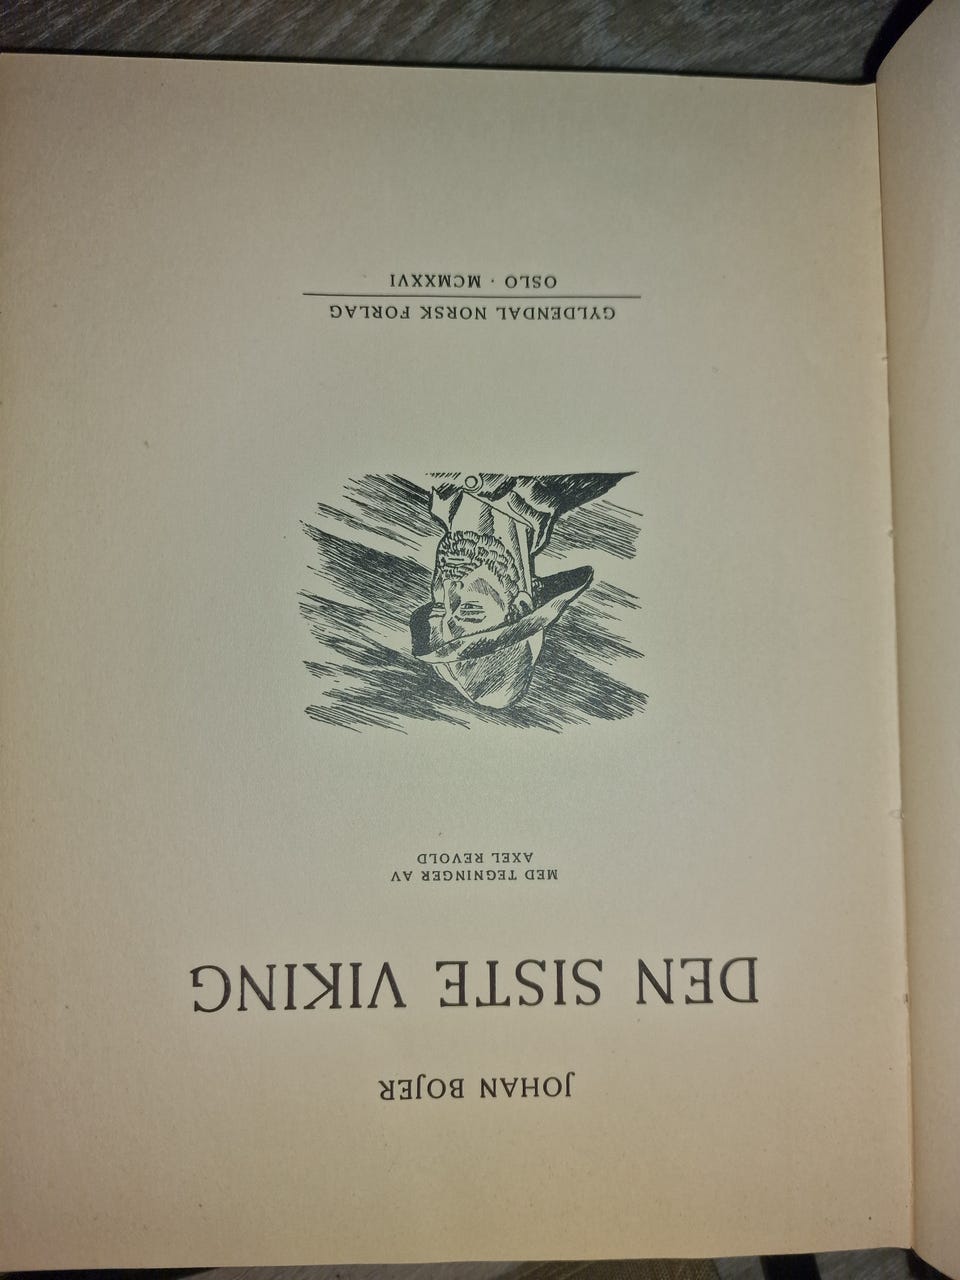 JOHAN BOJER
DEN SISTE VIKING
MED TEGNINGER AV
AXEL REVOLD
GYLDENDAL NORSK FORLAG
OSLO · MCMXXVI